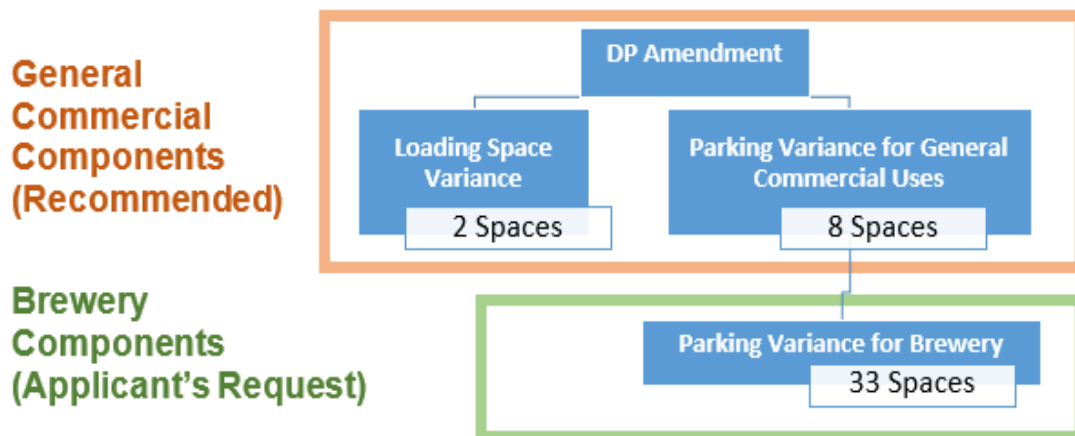 General
Commercial
Components
(Recommended)
DP Amendment
Loading Space
Variance
2 Spaces
Parking Variance for General
Commercial Uses
8 Spaces
Brewery
Components
(Applicant's Request)
Parking Variance for Brewery
33 Spaces